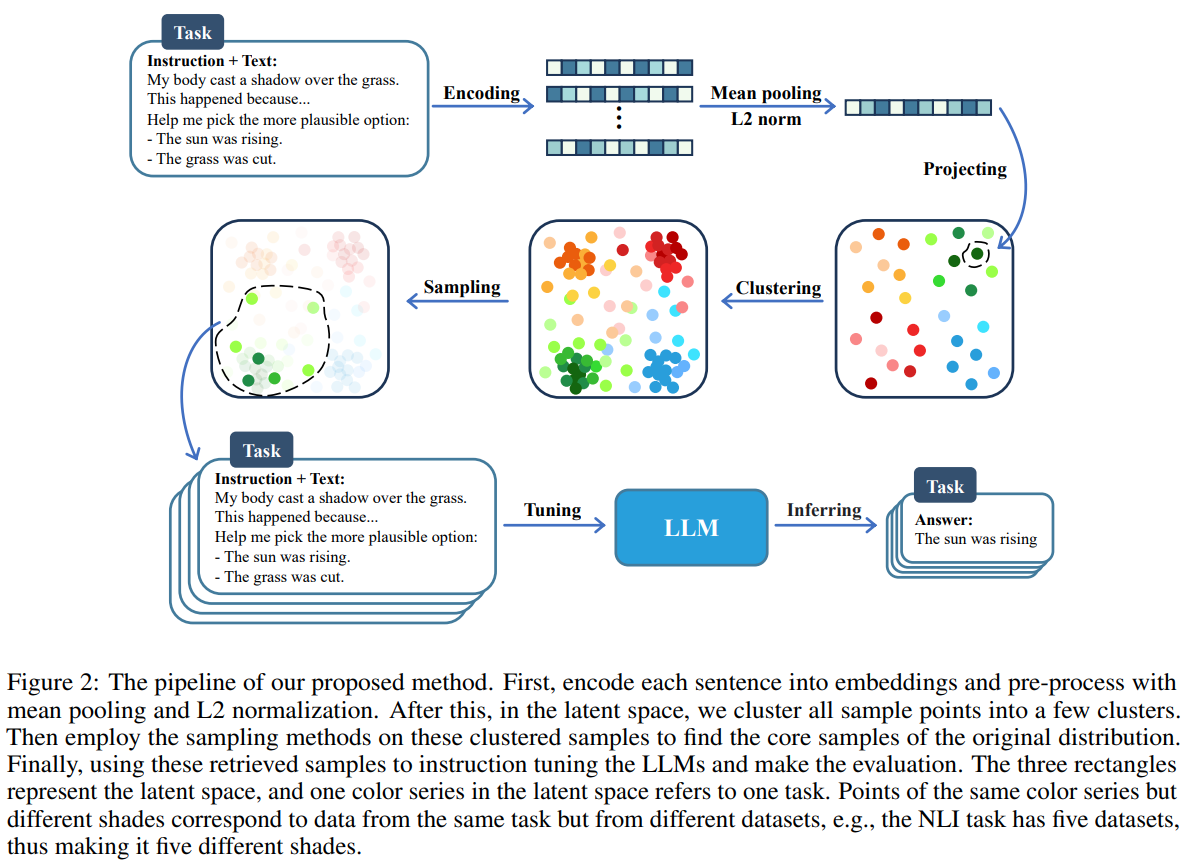 Task
Instruction + Text:
My body cast a shadow over the grass.
This happened because...
Help me pick the more plausible option:
- The sun was rising.
- The grass was cut.
Encoding
Mean pooling
L2 norm
Projecting
Clustering
Sampling
Task
Instruction + Text:
My body cast a shadow over the grass.
This happened because...
Help me pick the more plausible option:
- The sun was rising.
- The grass was cut.
Tuning
LLM
Inferring
Task
Answer:
The sun was rising
Figure 2: The pipeline of our proposed method. First, encode each sentence into embeddings and pre-process with
mean pooling and L2 normalization. After this, in the latent space, we cluster all sample points into a few clusters.
Then employ the sampling methods on these clustered samples to find the core samples of the original distribution.
Finally, using these retrieved samples to instruction tuning the LLMs and make the evaluation. The three rectangles
represent the latent space, and one color series in the latent space refers to one task. Points of the same color series but
different shades correspond to data from the same task but from different datasets, e.g., the NLI task has five datasets,
thus making it five different shades.